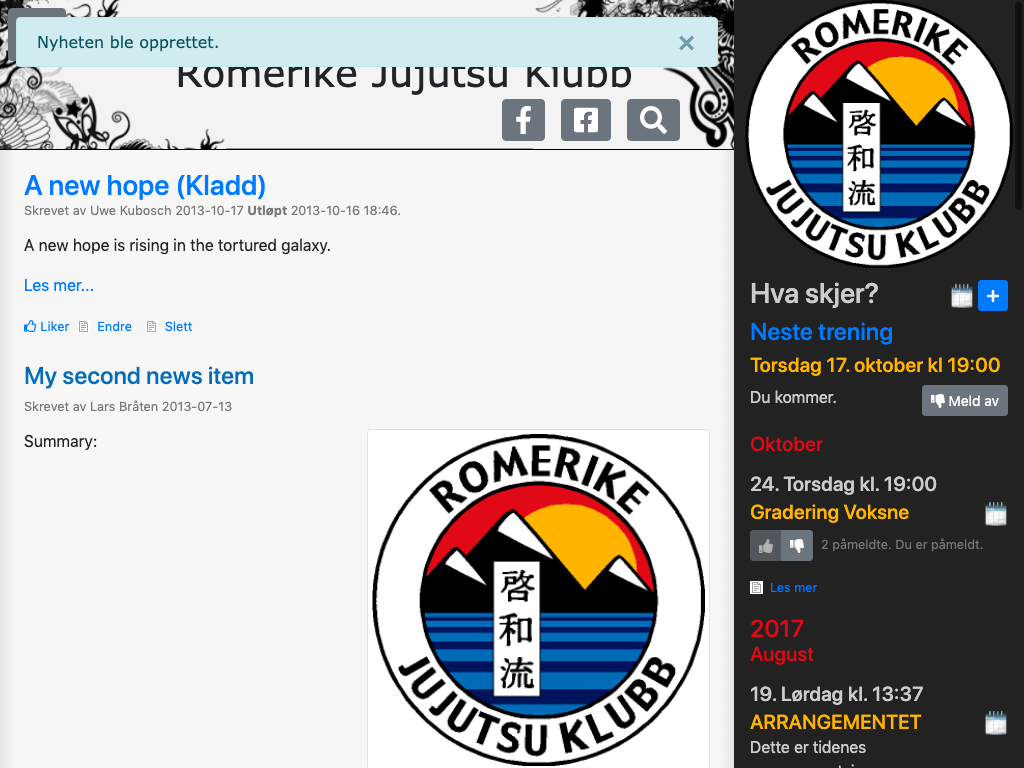 Nyheten ble opprettet.
×
Romerike Jujutsu Klubb
A new hope (Kladd)
Skrevet av Uwe Kubosch 2013-10-17 Utløpt 2013-10-16 18:46.
A new hope is rising in the tortured galaxy.
Les mer...
Liker Endre Slett
My second news item
Skrevet av Lars Bråten 2013-07-13
Summary:
ROMERIKE
啓和流
JUJUTSU KLUBB
ROMERIKE
啓和流
JUJUTSU KLUBB
Hva skjer?
Neste trening
Torsdag 17. oktober kl 19:00
Du kommer.
Meld av
Oktober
24. Torsdag kl. 19:00
Gradering Voksne
2 påmeldte. Du er påmeldt.
Les mer
2017
August
19. Lørdag kl. 13:37
ARRANGEMENTET
Dette er tidenes